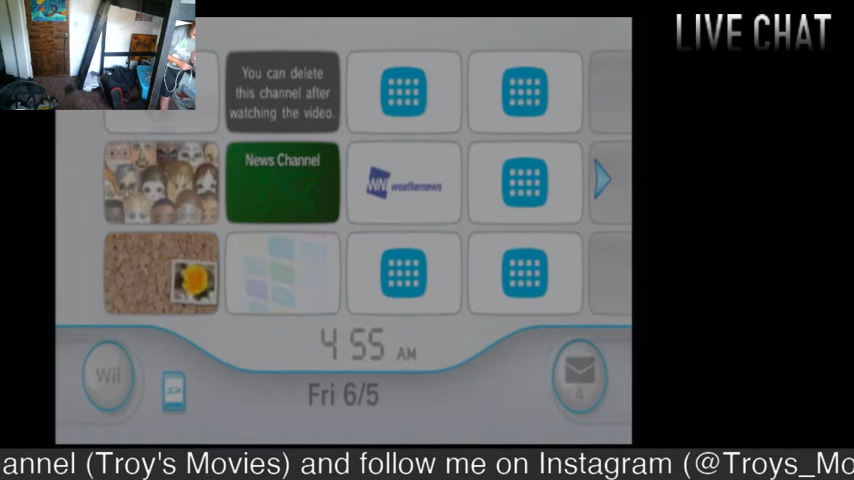 LIVE CHAT
You can delete
this channel after
watching the video.
News Channel
WNI weathernews
4:55 AM
Wii
Fri 6/5
4
annel (Troy's Movies) and follow me on Instagram (@Troys_Mo